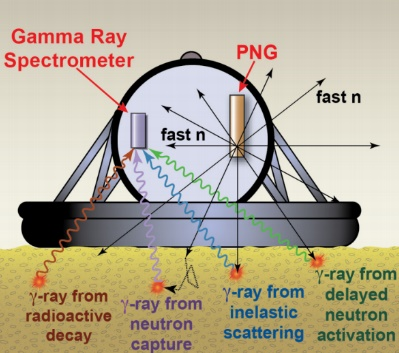 Gamma Ray
Spectrometer
PNG
fast n
fast n
γ-ray from
radioactive
decay
γ-ray from
neutron
capture
γ-ray from
inelastic
scattering
γ-ray from
delayed
neutron
activation